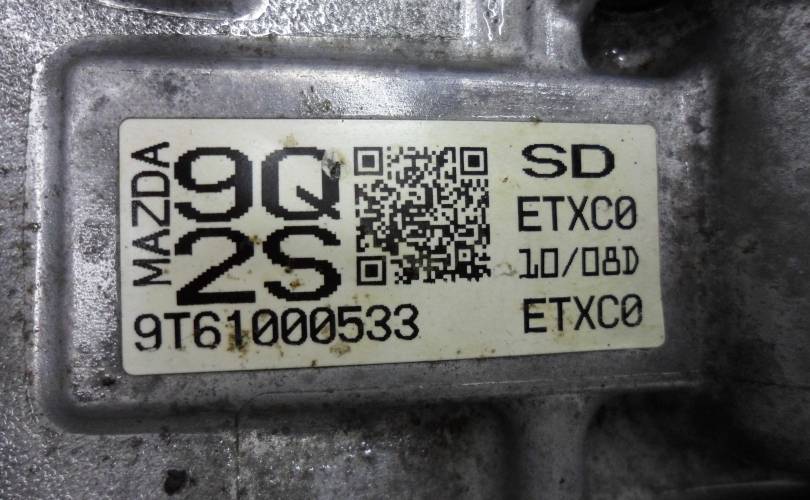 MAZDA
9Q
2S
9T61000533
SD
ETXC0
10/08D
ETXC0